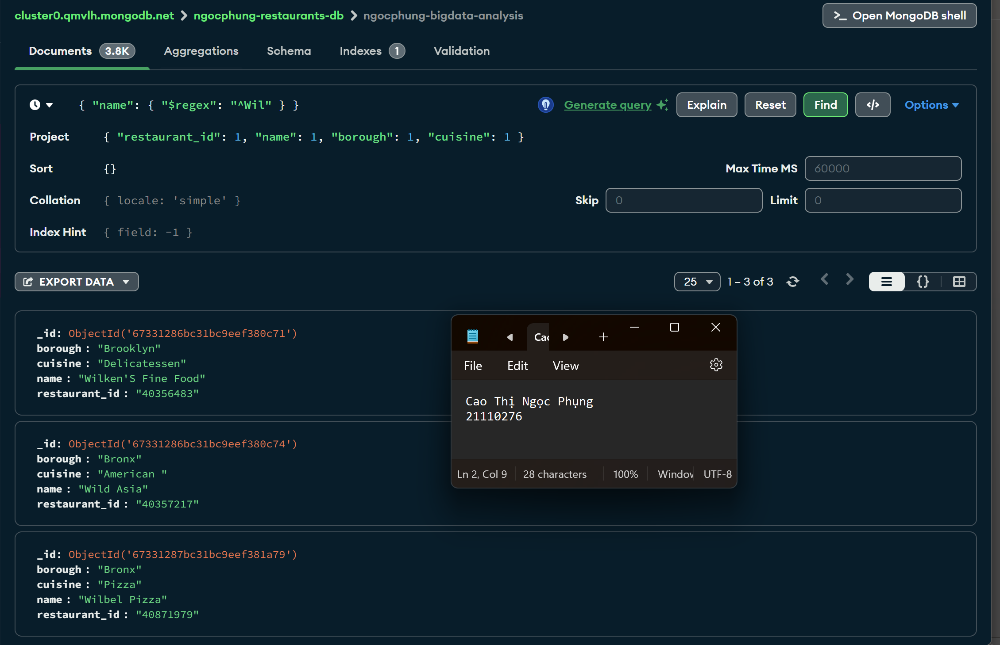 cluster0.qmvlh.mongodb.net > ngocphung-restaurants-db > ngocphung-bigdata-analysis
>_ Open MongoDB shell
Documents 3.8K Aggregations Schema Indexes 1 Validation
{ "name": { "$regex": "^Wil" } }
Generate query Explain Reset Find </> Options
Project { "restaurant_id": 1, "name": 1, "borough": 1, "cuisine": 1 }
Sort {} Max Time MS 60000
Collation { locale: 'simple' } Skip 0 Limit 0
Index Hint { field: -1 }
EXPORT DATA 25 1 – 3 of 3 {}
_id: ObjectId('67331286bc31bc9eef380c71')
borough : "Brooklyn"
cuisine : "Delicatessen"
name : "Wilken'S Fine Food"
restaurant_id : "40356483"
_id: ObjectId('67331286bc31bc9eef380c74')
borough : "Bronx"
cuisine : "American "
name : "Wild Asia"
restaurant_id : "40357217"
_id: ObjectId('67331287bc31bc9eef381a79')
borough : "Bronx"
cuisine : "Pizza"
name : "Wilbel Pizza"
restaurant_id : "40871979"
Cao
File Edit View
Cao Thị Ngọc Phụng
21110276
Ln 2, Col 9 28 characters 100% Window UTF-8